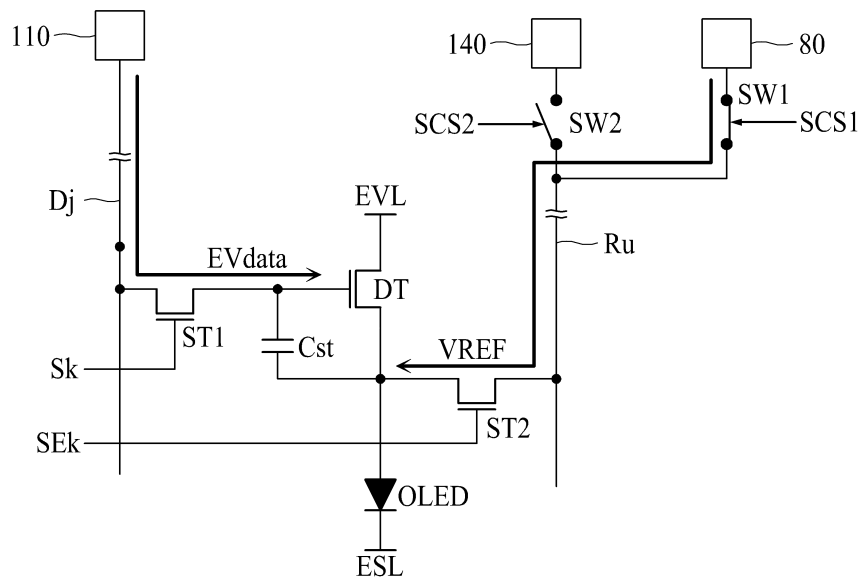 110
140
80
SW1
SCS2
SW2
SCS1
Dj
EVL
Ru
EVdata
DT
ST1
Cst
VREF
Sk
ST2
SEk
OLED
ESL